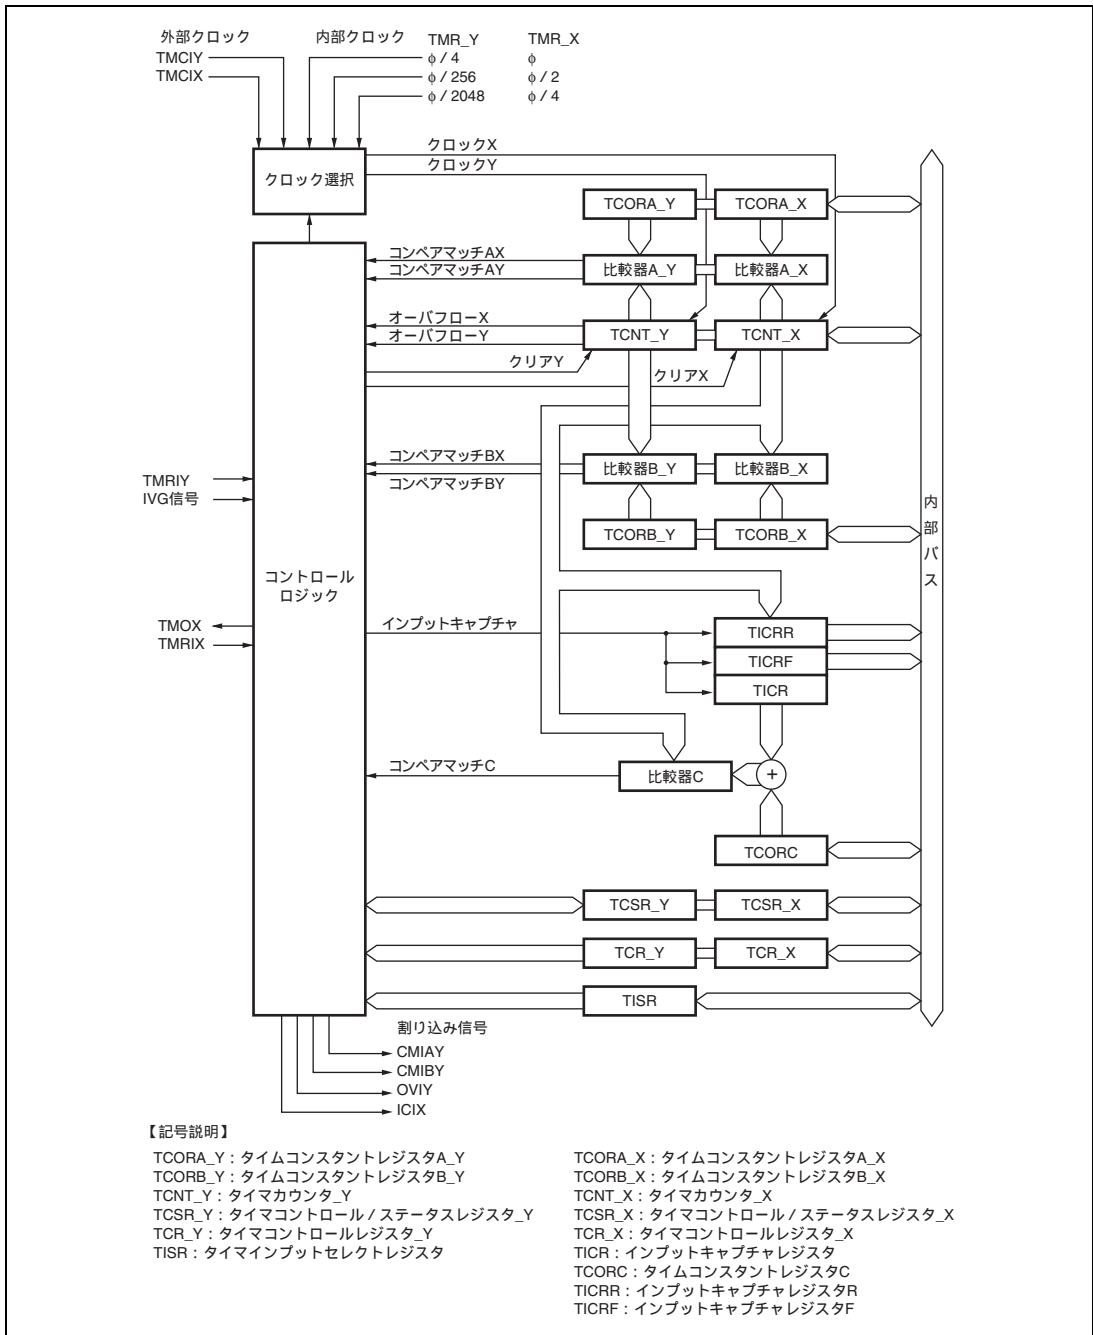 外部クロック 内部クロック TMR_Y TMR_X
TMCIY φ / 4 φ
TMCIX φ / 256 φ / 2
φ / 2048 φ / 4
クロックX
クロックY
クロック選択
TCORA_Y TCORA_X
コンペアマッチAX
コンペアマッチAY
比較器A_Y 比較器A_X
オーバフローX
オーバフローY
TCNT_Y TCNT_X
クリアY
クリアX
コンペアマッチBX
コンペアマッチBY
比較器B_Y 比較器B_X
TMRIY
IVG信号
TCORB_Y TCORB_X
内部バス
コントロール
ロジック
TMOX
TMRIX
インプットキャプチャ
TICRR
TICRF
TICR
コンペアマッチC
比較器C
+
TCORC
TCSR_Y TCSR_X
TCR_Y TCR_X
TISR
割り込み信号
CMIAY
CMIBY
OVIY
ICIX
【記号説明】
TCORA_Y : タイムコンスタントレジスタA_Y
TCORB_Y : タイムコンスタントレジスタB_Y
TCNT_Y : タイマカウンタ_Y
TCSR_Y : タイマコントロール / ステータスレジスタ_Y
TCR_Y : タイマコントロールレジスタ_Y
TISR : タイマインプットセレクトレジスタ
TCORA_X : タイムコンスタントレジスタA_X
TCORB_X : タイムコンスタントレジスタB_X
TCNT_X : タイマカウンタ_X
TCSR_X : タイマコントロール / ステータスレジスタ_X
TCR_X : タイマコントロールレジスタ_X
TICR : インプットキャプチャレジスタ
TCORC : タイムコンスタントレジスタC
TICRR : インプットキャプチャレジスタR
TICRF : インプットキャプチャレジスタF